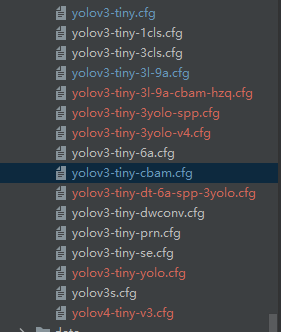 yolov3-tiny.cfg
yolov3-tiny-1cls.cfg
yolov3-tiny-3cls.cfg
yolov3-tiny-3l-9a.cfg
yolov3-tiny-3l-9a-cbam-hzq.cfg
yolov3-tiny-3yolo-spp.cfg
yolov3-tiny-3yolo-v4.cfg
yolov3-tiny-6a.cfg
yolov3-tiny-cbam.cfg
yolov3-tiny-dt-6a-spp-3yolo.cfg
yolov3-tiny-dwconv.cfg
yolov3-tiny-prn.cfg
yolov3-tiny-se.cfg
yolov3-tiny-yolo.cfg
yolov3s.cfg
yolov4-tiny-v3.cfg